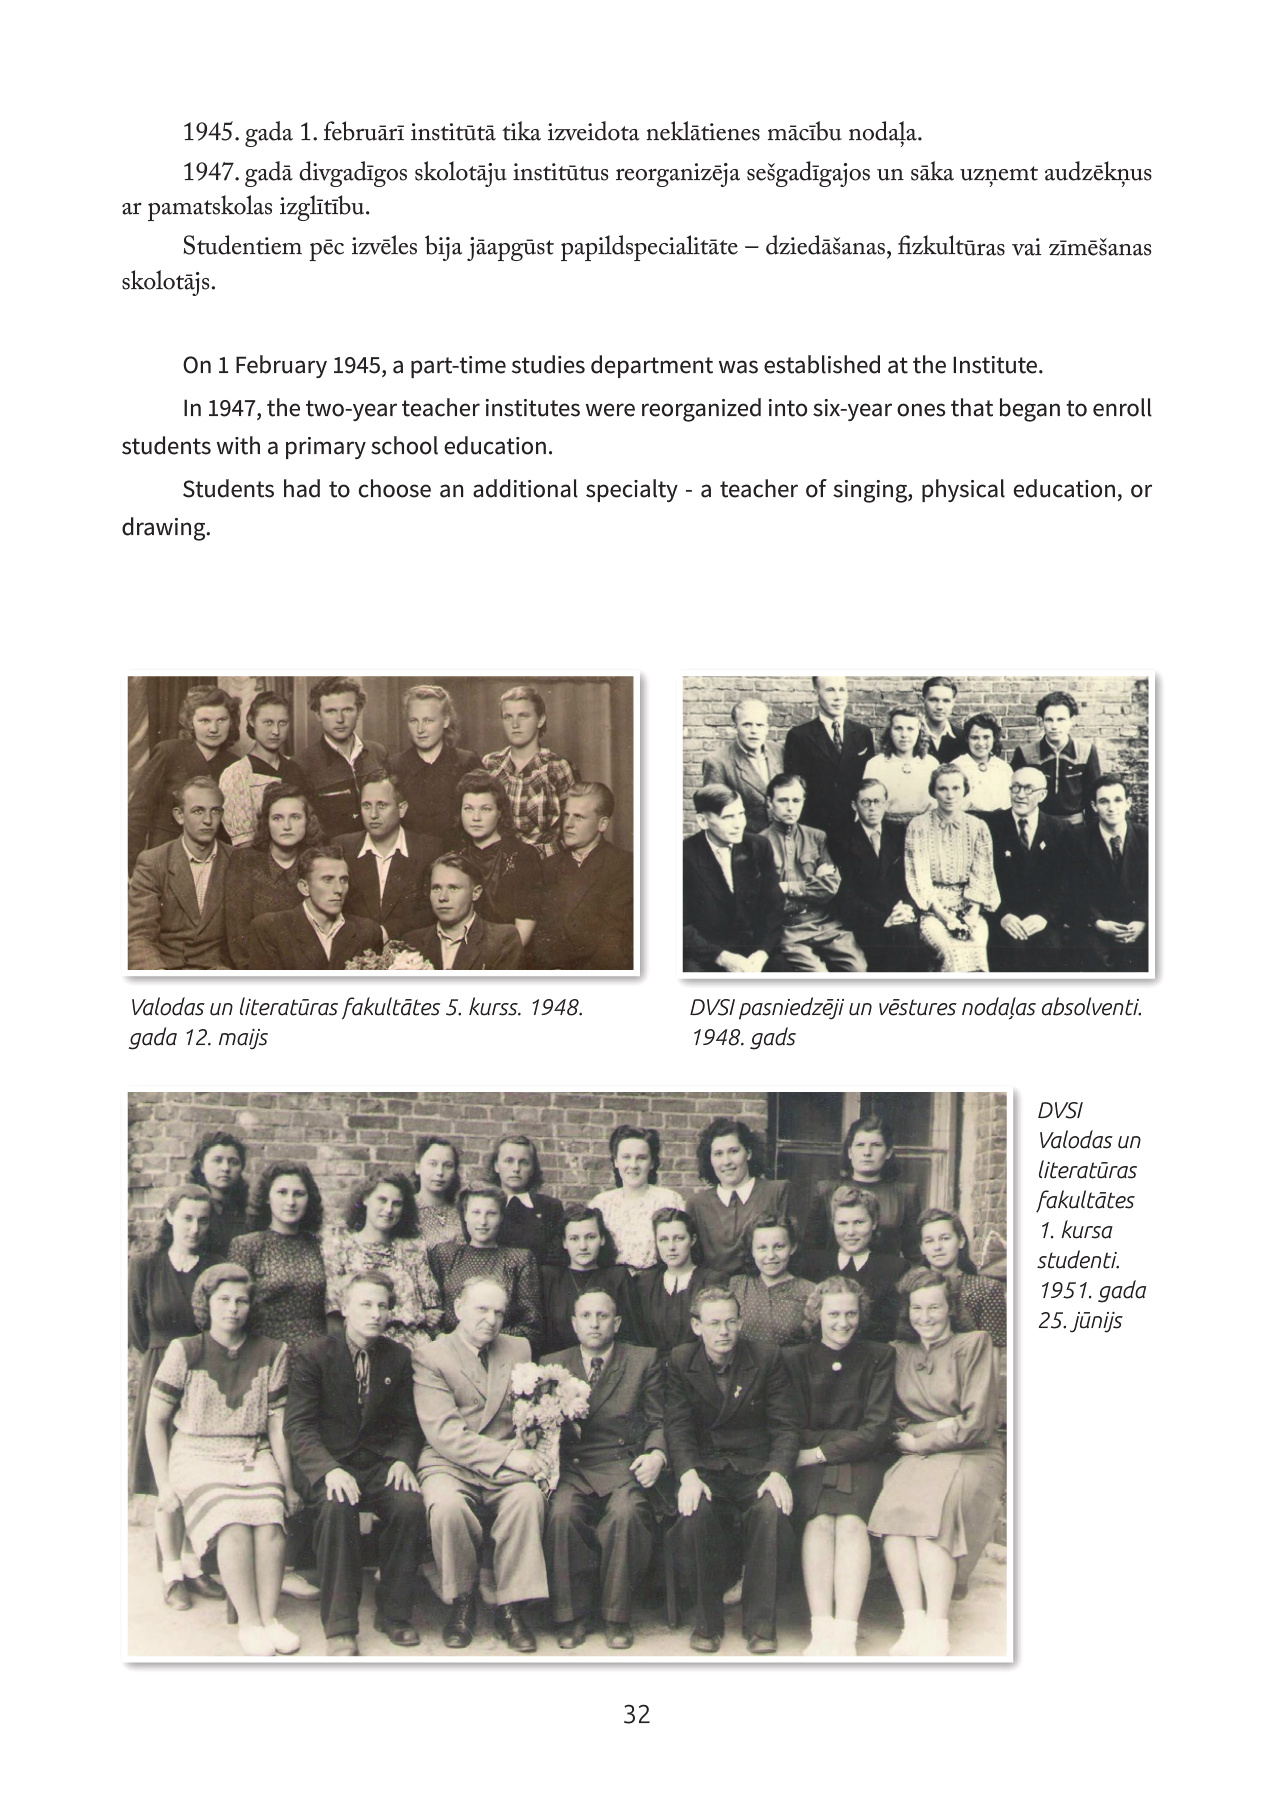 1945. gada 1. februārī institūtā tika izveidota neklātienes mācību nodaļa.
1947. gadā divgadīgos skolotāju institūtus reorganizēja sešgadīgajos un sāka uzņemt audzēkņus
ar pamatskolas izglītību.
Studentiem pēc izvēles bija jāapgūst papildspecialitāte – dziedāšanas, fizkultūras vai zīmēšanas
skolotājs.
On 1 February 1945, a part-time studies department was established at the Institute.
In 1947, the two-year teacher institutes were reorganized into six-year ones that began to enroll
students with a primary school education.
Students had to choose an additional specialty - a teacher of singing, physical education, or
drawing.
Valodas un literatūras fakultātes 5. kurss. 1948.
gada 12. maijs
DVSI pasniedzēji un vēstures nodaļas absolventi.
1948. gads
DVSI
Valodas un
literatūras
fakultātes
1. kursa
studenti.
1951. gada
25. jūnijs
32